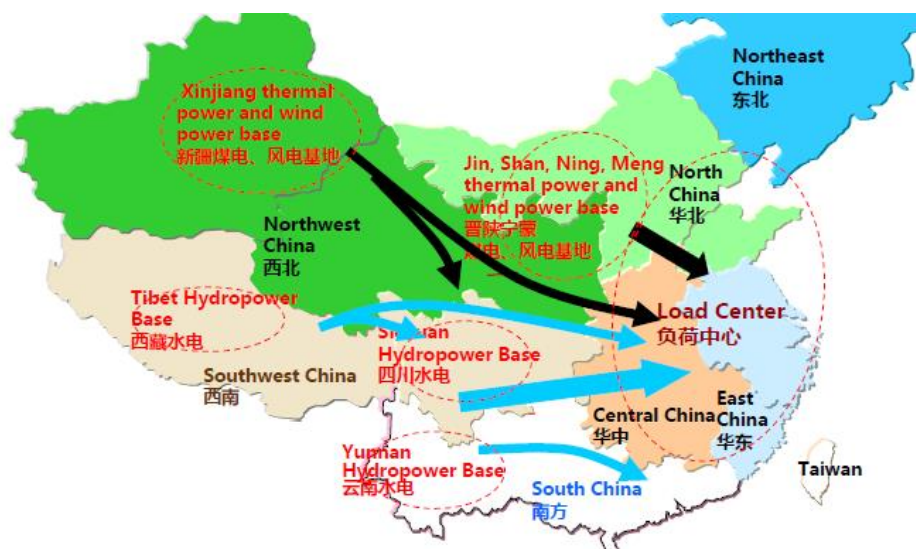 Northeast
China
东北
Xinjiang thermal
power and wind
power base
新疆煤电、风电基地
Jin, Shan, Ning, Meng
thermal power and
wind power base
晋陕宁蒙
煤电、风电基地
North
China
华北
Northwest
China
西北
Tibet Hydropower
Base
西藏水电
Load Center
负荷中心
Hydropower Base
四川水电
Southwest China
西南
Central China
华中
East
China
华东
Yunnan
Hydropower Base
云南水电
South China
南方
Taiwan